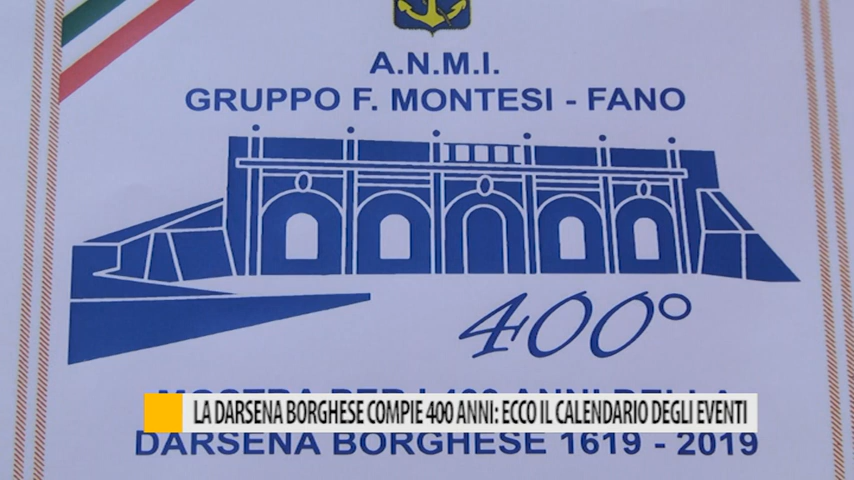 A.N.M.I.
GRUPPO F. MONTESI - FANO
400°
LA DARSENA BORGHESE COMPIE 400 ANNI: ECCO IL CALENDARIO DEGLI EVENTI
DARSENA BORGHESE 1619 - 2019